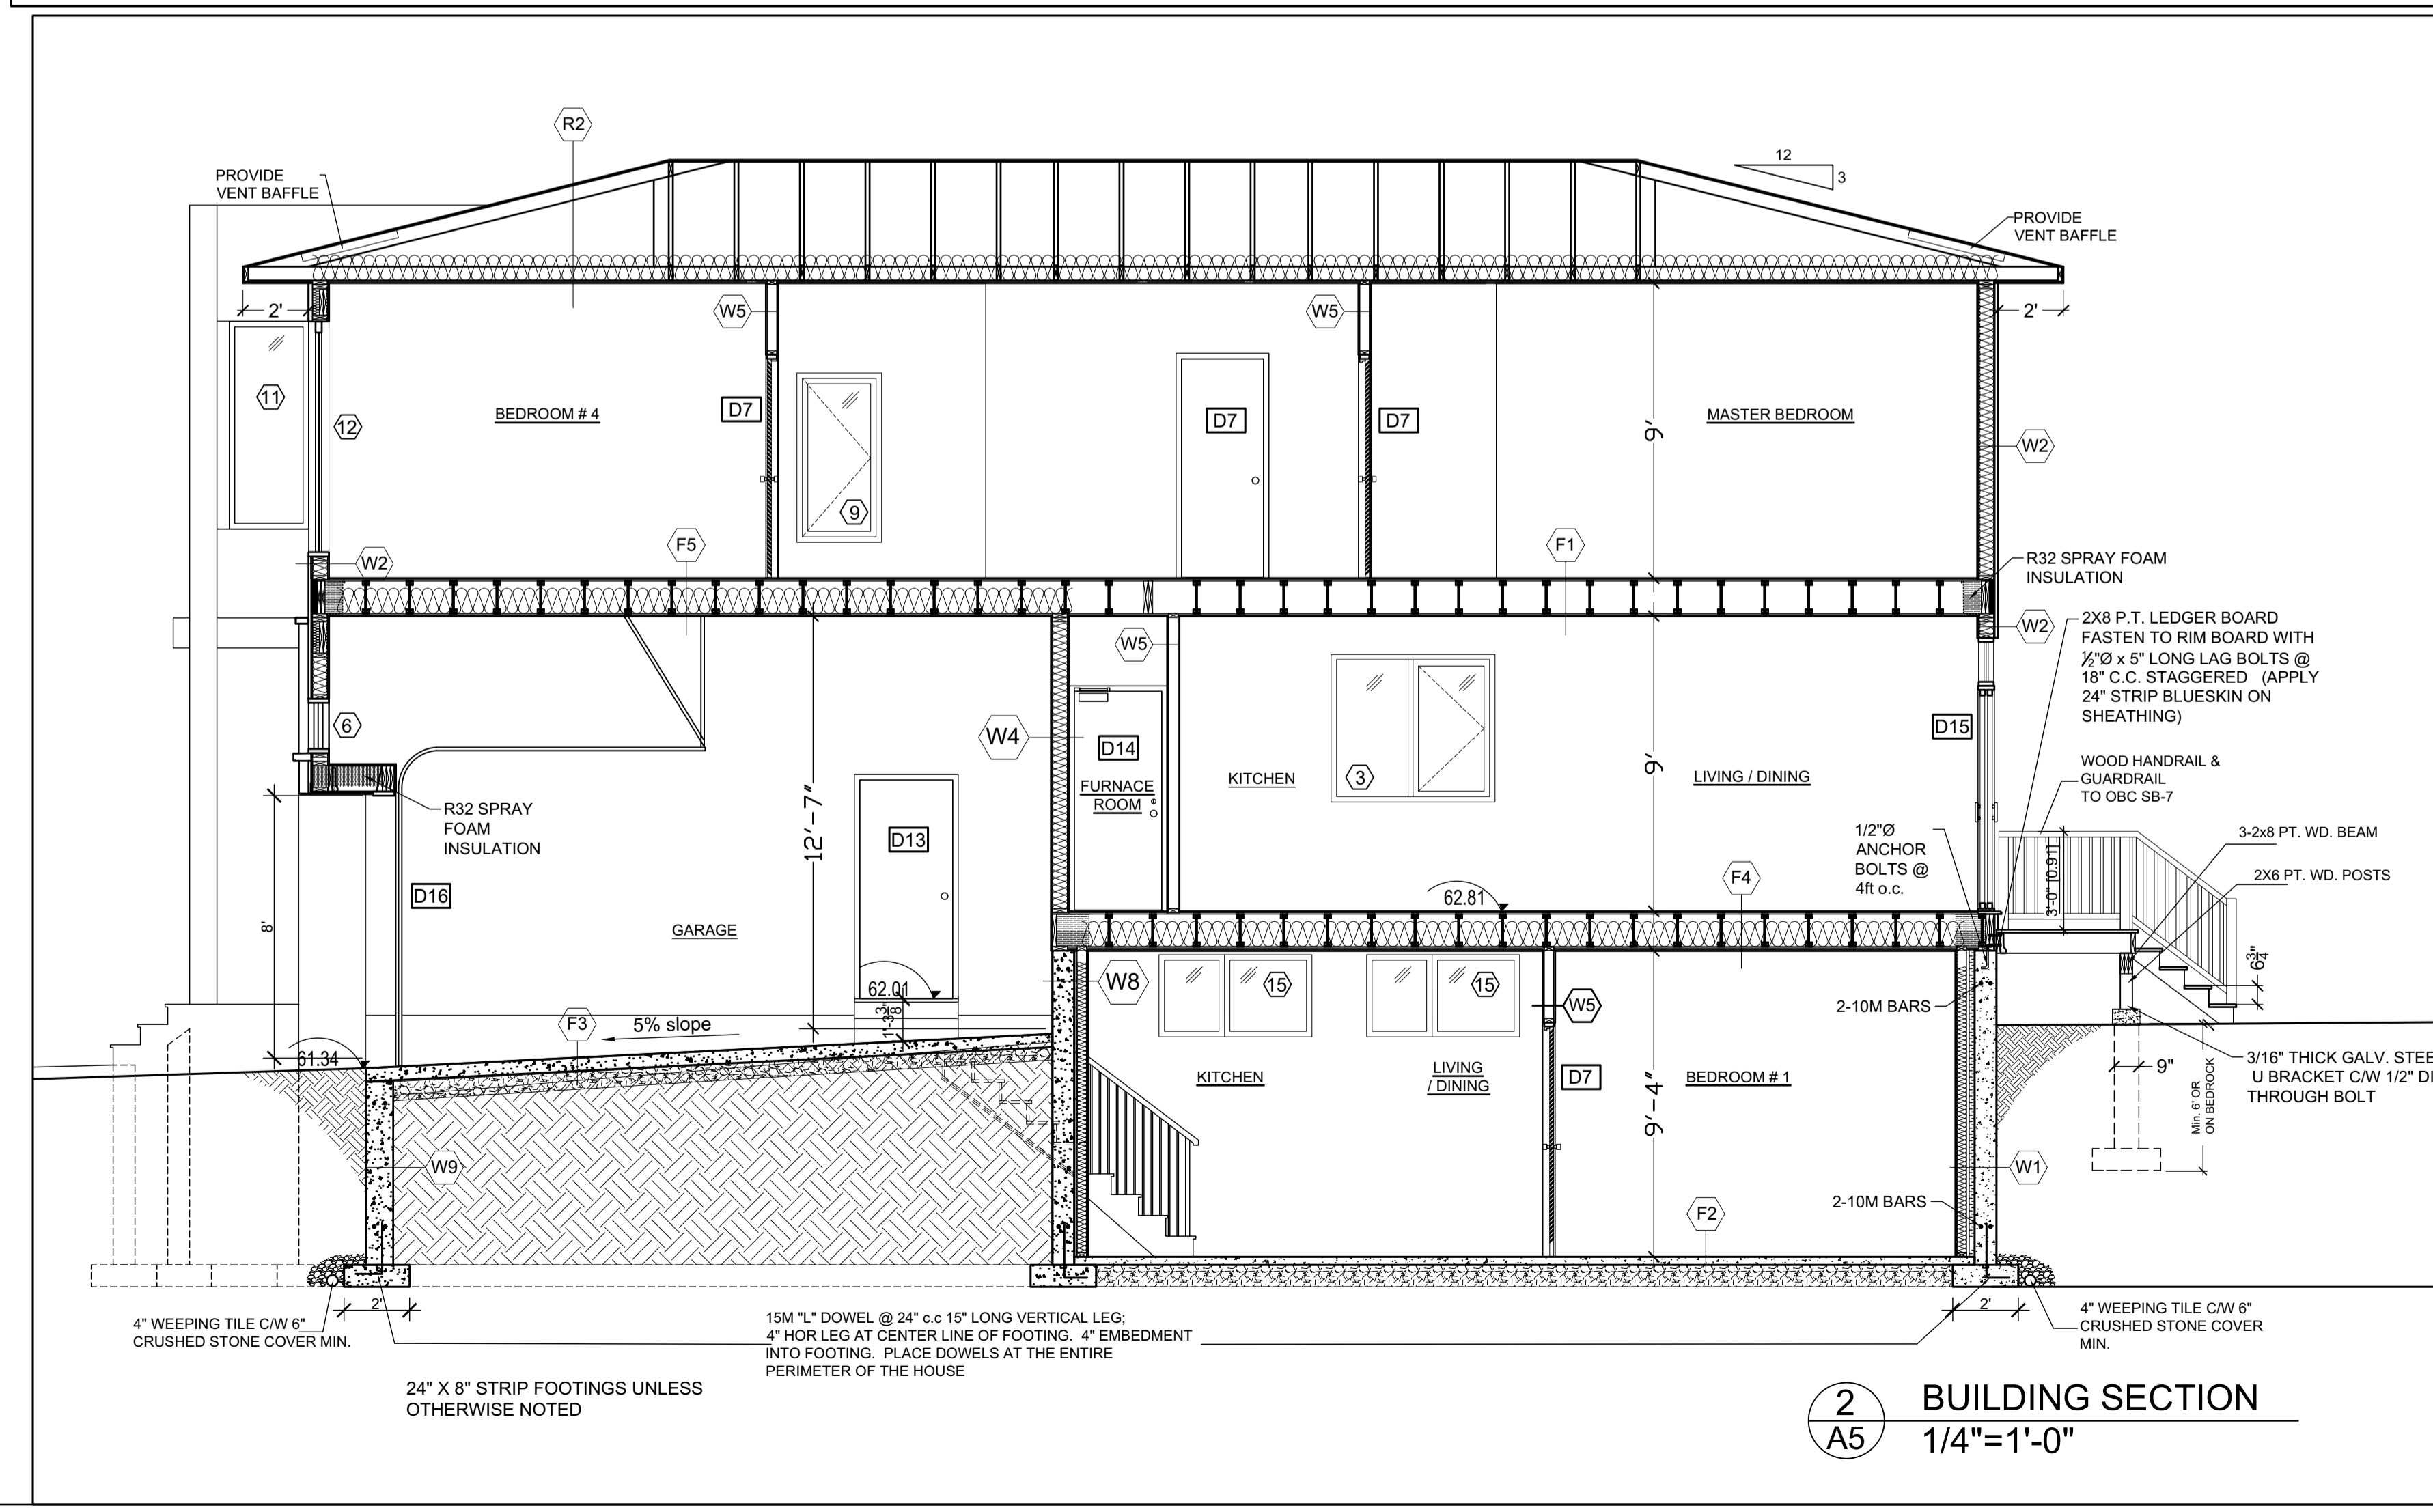 R2
12
3
PROVIDE
VENT BAFFLE
PROVIDE
VENT BAFFLE
2'
W5
W5
2'
11
12
BEDROOM # 4
D7
9
D7
D7
9'
MASTER BEDROOM
W2
W2
F5
F1
R32 SPRAY FOAM
INSULATION
W2
2X8 P.T. LEDGER BOARD
FASTEN TO RIM BOARD WITH
½"Ø x 5" LONG LAG BOLTS @
18" C.C. STAGGERED (APPLY
24" STRIP BLUESKIN ON
SHEATHING)
W5
6
W4
D14
FURNACE
ROOM
KITCHEN
3
9'
LIVING / DINING
D15
WOOD HANDRAIL &
GUARDRAIL
TO OBC SB-7
R32 SPRAY
FOAM
INSULATION
12'-7"
D13
1/2"Ø
ANCHOR
BOLTS @
4ft o.c.
3-2x8 PT. WD. BEAM
2X6 PT. WD. POSTS
3'-0" [0.91]
8'
D16
GARAGE
62.81
F4
62.01
1'-3 3/8"
W8
15
15
W5
2-10M BARS
6 3/4"
F3
5% slope
61.34
KITCHEN
LIVING
/ DINING
D7
BEDROOM # 1
9'-4"
9"
Min. 6' OR
ON BEDROCK
3/16" THICK GALV. STEE
U BRACKET C/W 1/2" DI
THROUGH BOLT
W9
W1
2-10M BARS
F2
2'
2'
4" WEEPING TILE C/W 6"
CRUSHED STONE COVER MIN.
15M "L" DOWEL @ 24" c.c 15" LONG VERTICAL LEG;
4" HOR LEG AT CENTER LINE OF FOOTING. 4" EMBEDMENT
INTO FOOTING. PLACE DOWELS AT THE ENTIRE
PERIMETER OF THE HOUSE
4" WEEPING TILE C/W 6"
CRUSHED STONE COVER
MIN.
24" X 8" STRIP FOOTINGS UNLESS
OTHERWISE NOTED
2
A5
BUILDING SECTION
1/4"=1'-0"